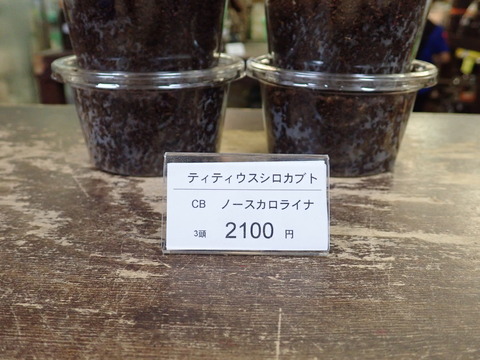 ティティウスシロカブト
CB ノースカロライナ
3頭 2100 円